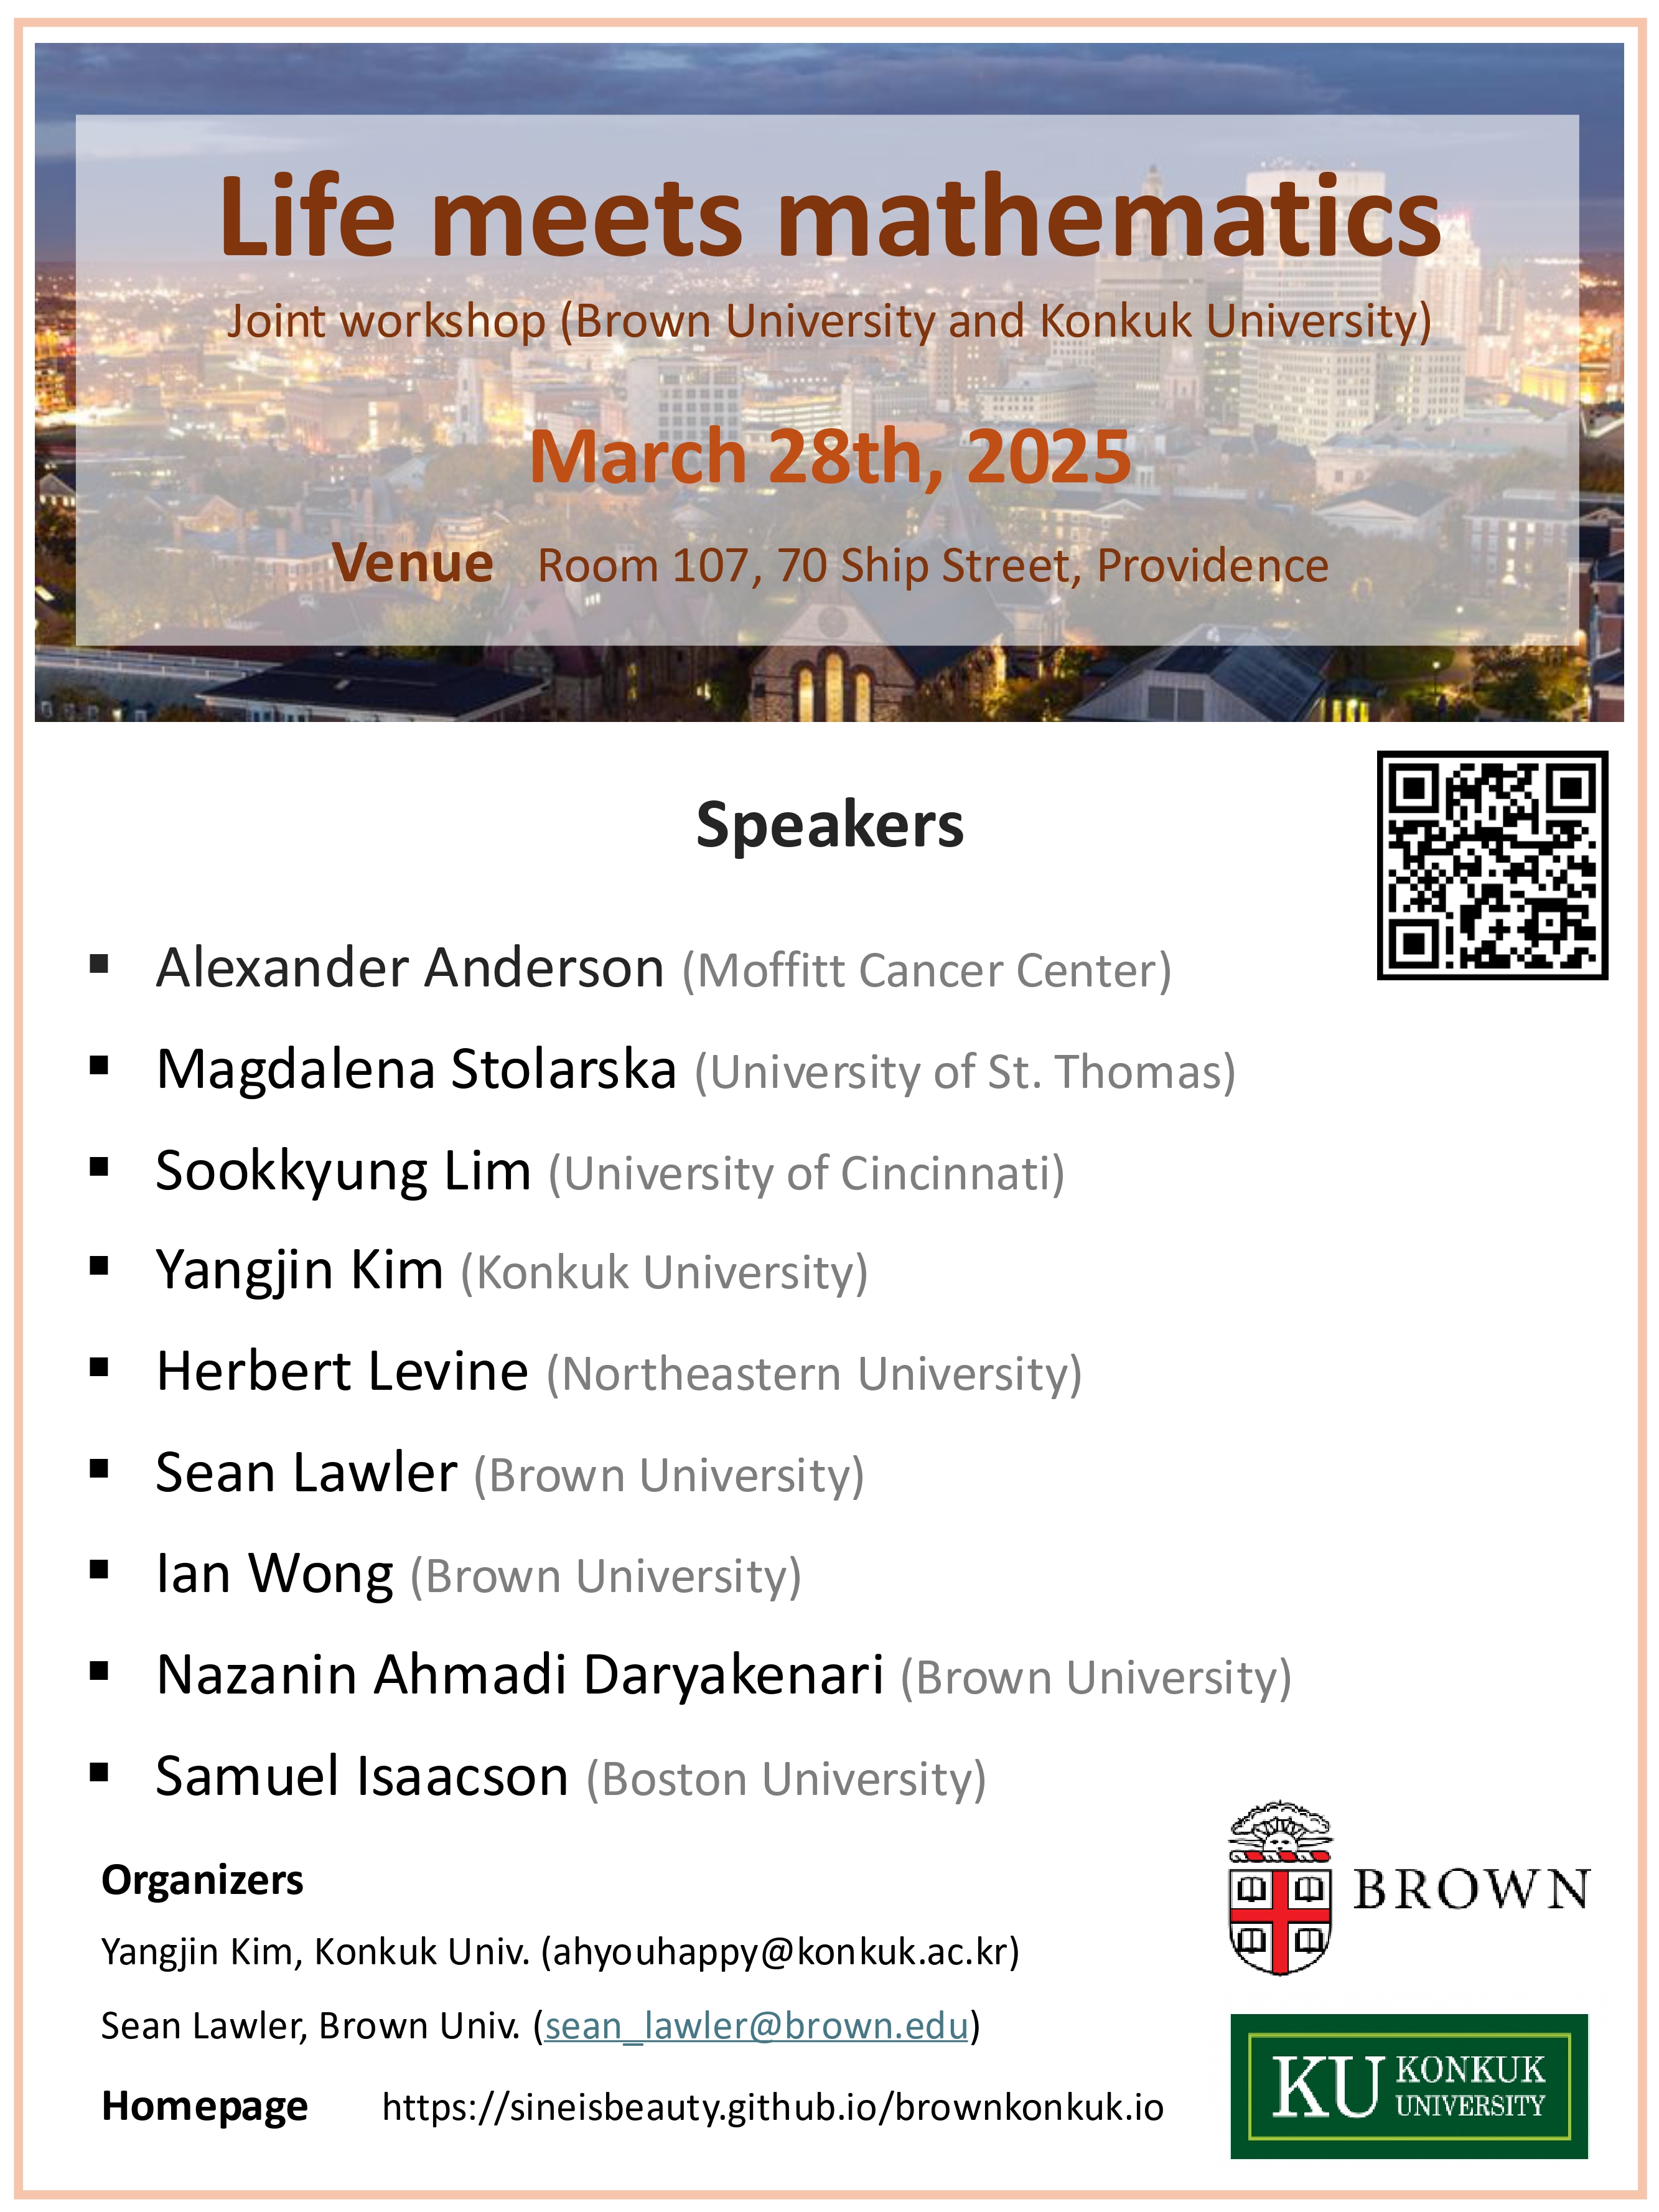 Life meets mathematics
Joint workshop (Brown University and Konkuk University)
March 28th, 2025
Venue Room 107, 70 Ship Street, Providence
Speakers
▪ Alexander Anderson (Moffitt Cancer Center)
▪ Magdalena Stolarska (University of St. Thomas)
▪ Sookkyung Lim (University of Cincinnati)
▪ Yangjin Kim (Konkuk University)
▪ Herbert Levine (Northeastern University)
▪ Sean Lawler (Brown University)
▪ Ian Wong (Brown University)
▪ Nazanin Ahmadi Daryakenari (Brown University)
▪ Samuel Isaacson (Boston University)
Organizers
Yangjin Kim, Konkuk Univ. (ahyouhappy@konkuk.ac.kr)
Sean Lawler, Brown Univ. (sean_lawler@brown.edu)
Homepage https://sineisbeauty.github.io/brownkonkuk.io
BROWN
KU KONKUK
UNIVERSITY